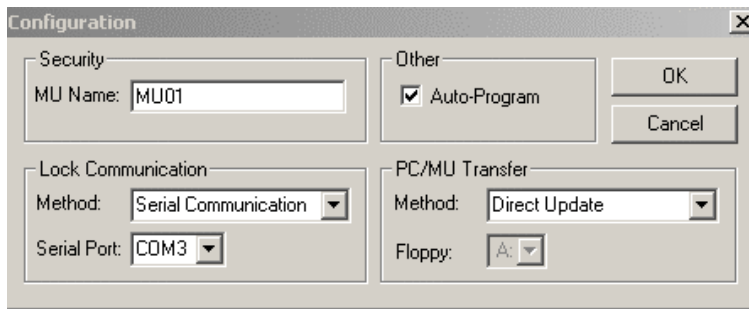 Configuration
Security
MU Name: MU01
Other
Auto-Program
OK
Cancel
Lock Communication
Method: Serial Communication
Serial Port: COM3
PC/MU Transfer
Method: Direct Update
Floppy: A: